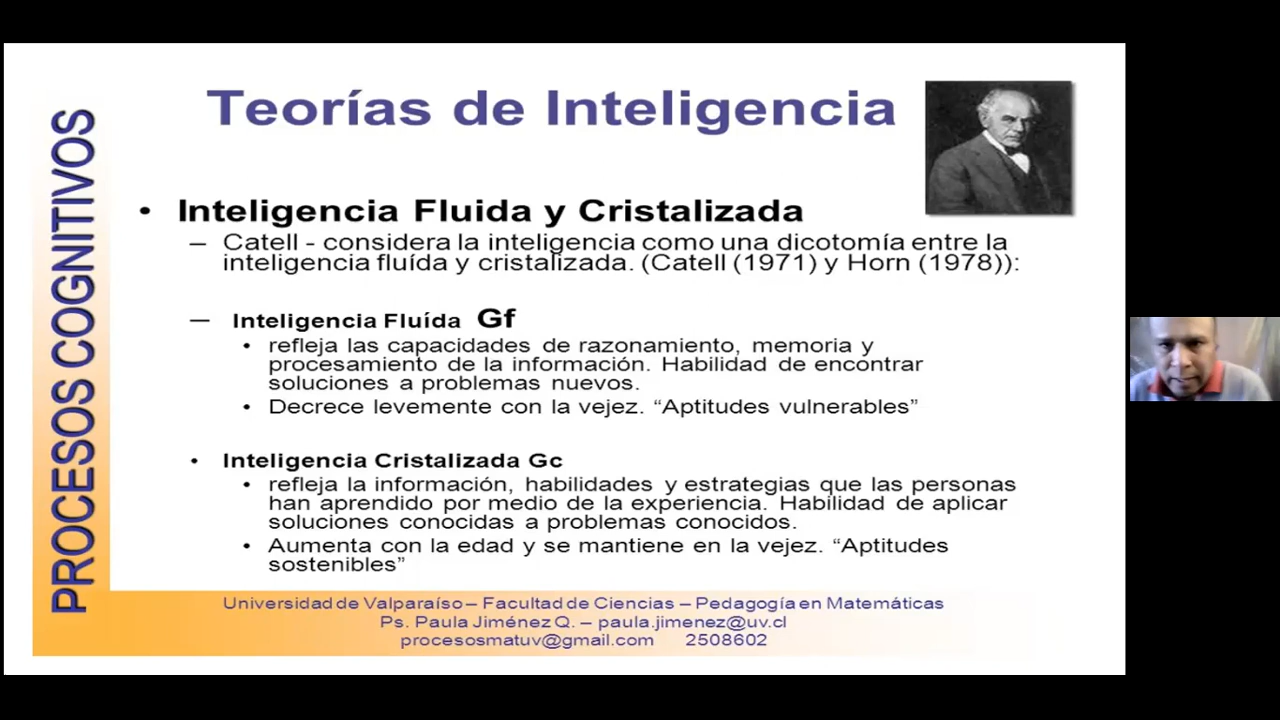 PROCESOS COGNITIVOS
Teorías de Inteligencia
• Inteligencia Fluida y Cristalizada
– Catell - considera la inteligencia como una dicotomía entre la
inteligencia fluída y cristalizada. (Catell (1971) y Horn (1978)):
– Inteligencia Fluída Gf
• refleja las capacidades de razonamiento, memoria y
procesamiento de la información. Habilidad de encontrar
soluciones a problemas nuevos.
• Decrece levemente con la vejez. “Aptitudes vulnerables”
• Inteligencia Cristalizada Gc
• refleja la información, habilidades y estrategias que las personas
han aprendido por medio de la experiencia. Habilidad de aplicar
soluciones conocidas a problemas conocidos.
• Aumenta con la edad y se mantiene en la vejez. “Aptitudes
sostenibles”
Universidad de Valparaíso – Facultad de Ciencias – Pedagogía en Matemáticas
Ps. Paula Jiménez Q. – paula.jimenez@uv.cl
procesosmatuv@gmail.com 2508602